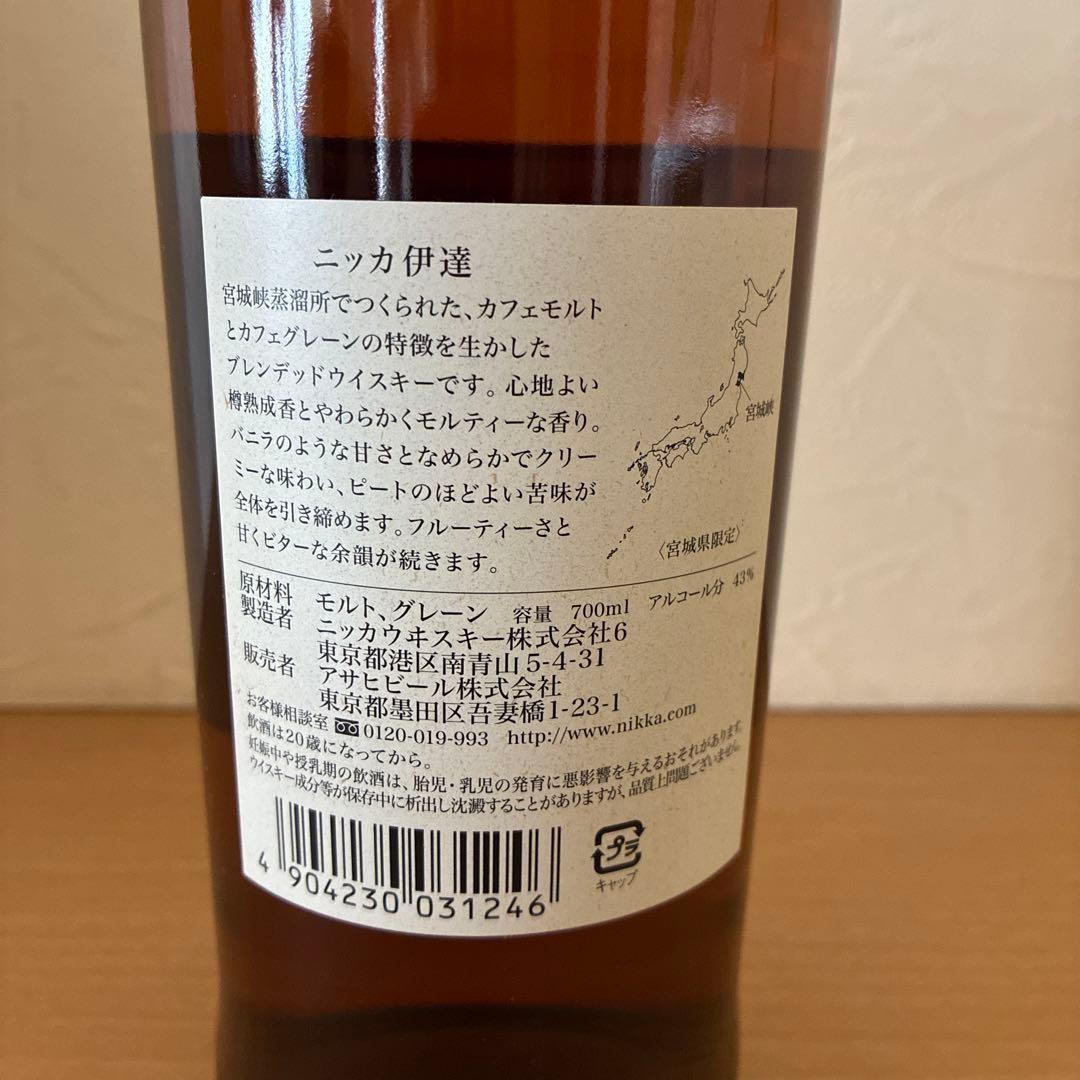 ニッカ伊達
宮城峡蒸溜所でつくられた、カフェモルト
とカフェグレーンの特徴を生かした
ブレンデッドウイスキーです。心地よい
樽熟成香とやわらかくモルティーな香り。
バニラのような甘さとなめらかでクリー
ミーな味わい、ピートのほどよい苦味が
全体を引き締めます。フルーティーさと
甘くビターな余韻が続きます。
宮城峡
〈宮城県限定〉
原材料 モルト、グレーン 容量 700ml アルコール分 43%
製造者 ニッカウヰスキー株式会社6
東京都港区南青山5-4-31
販売者 アサヒビール株式会社
東京都墨田区吾妻橋1-23-1
お客様相談室 0120-019-993 http://www.nikka.com
飲酒は20歳になってから。
妊娠中や授乳期の飲酒は、胎児・乳児の発育に悪影響を与えるおそれがあります。
ウイスキー成分等が保存中に析出し沈澱することがありますが、品質上問題ございません。
4 904230 031246
プラ
キャップ